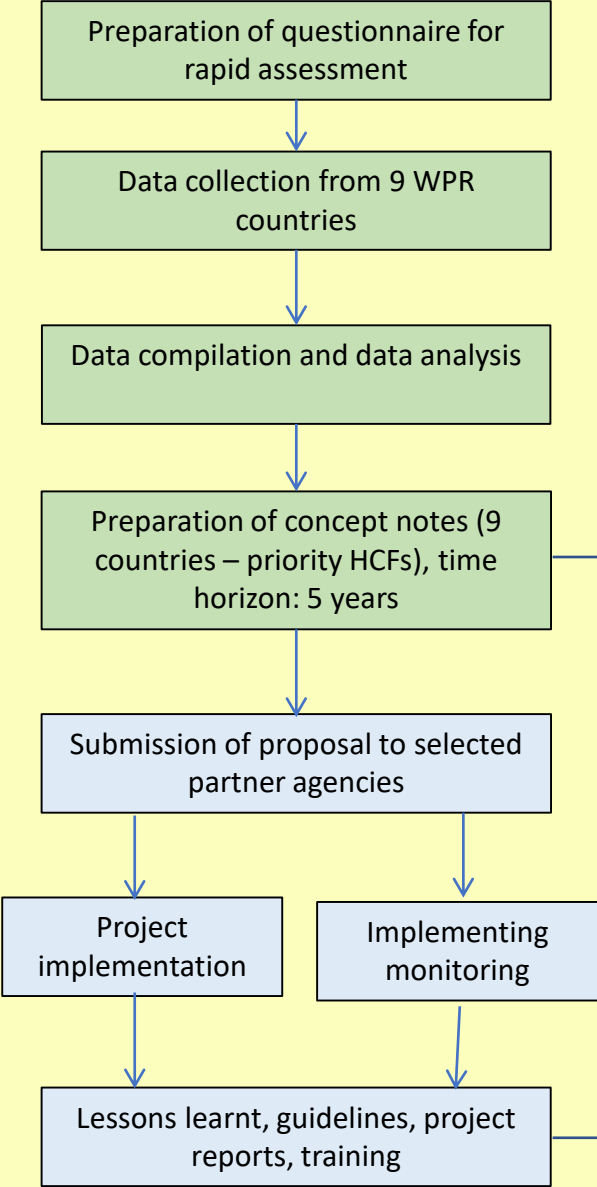 Preparation of questionnaire for
rapid assessment
Data collection from 9 WPR
countries
Data compilation and data analysis
Preparation of concept notes (9
countries – priority HCFs), time
horizon: 5 years
Submission of proposal to selected
partner agencies
Project
implementation
Implementing
monitoring
Lessons learnt, guidelines, project
reports, training